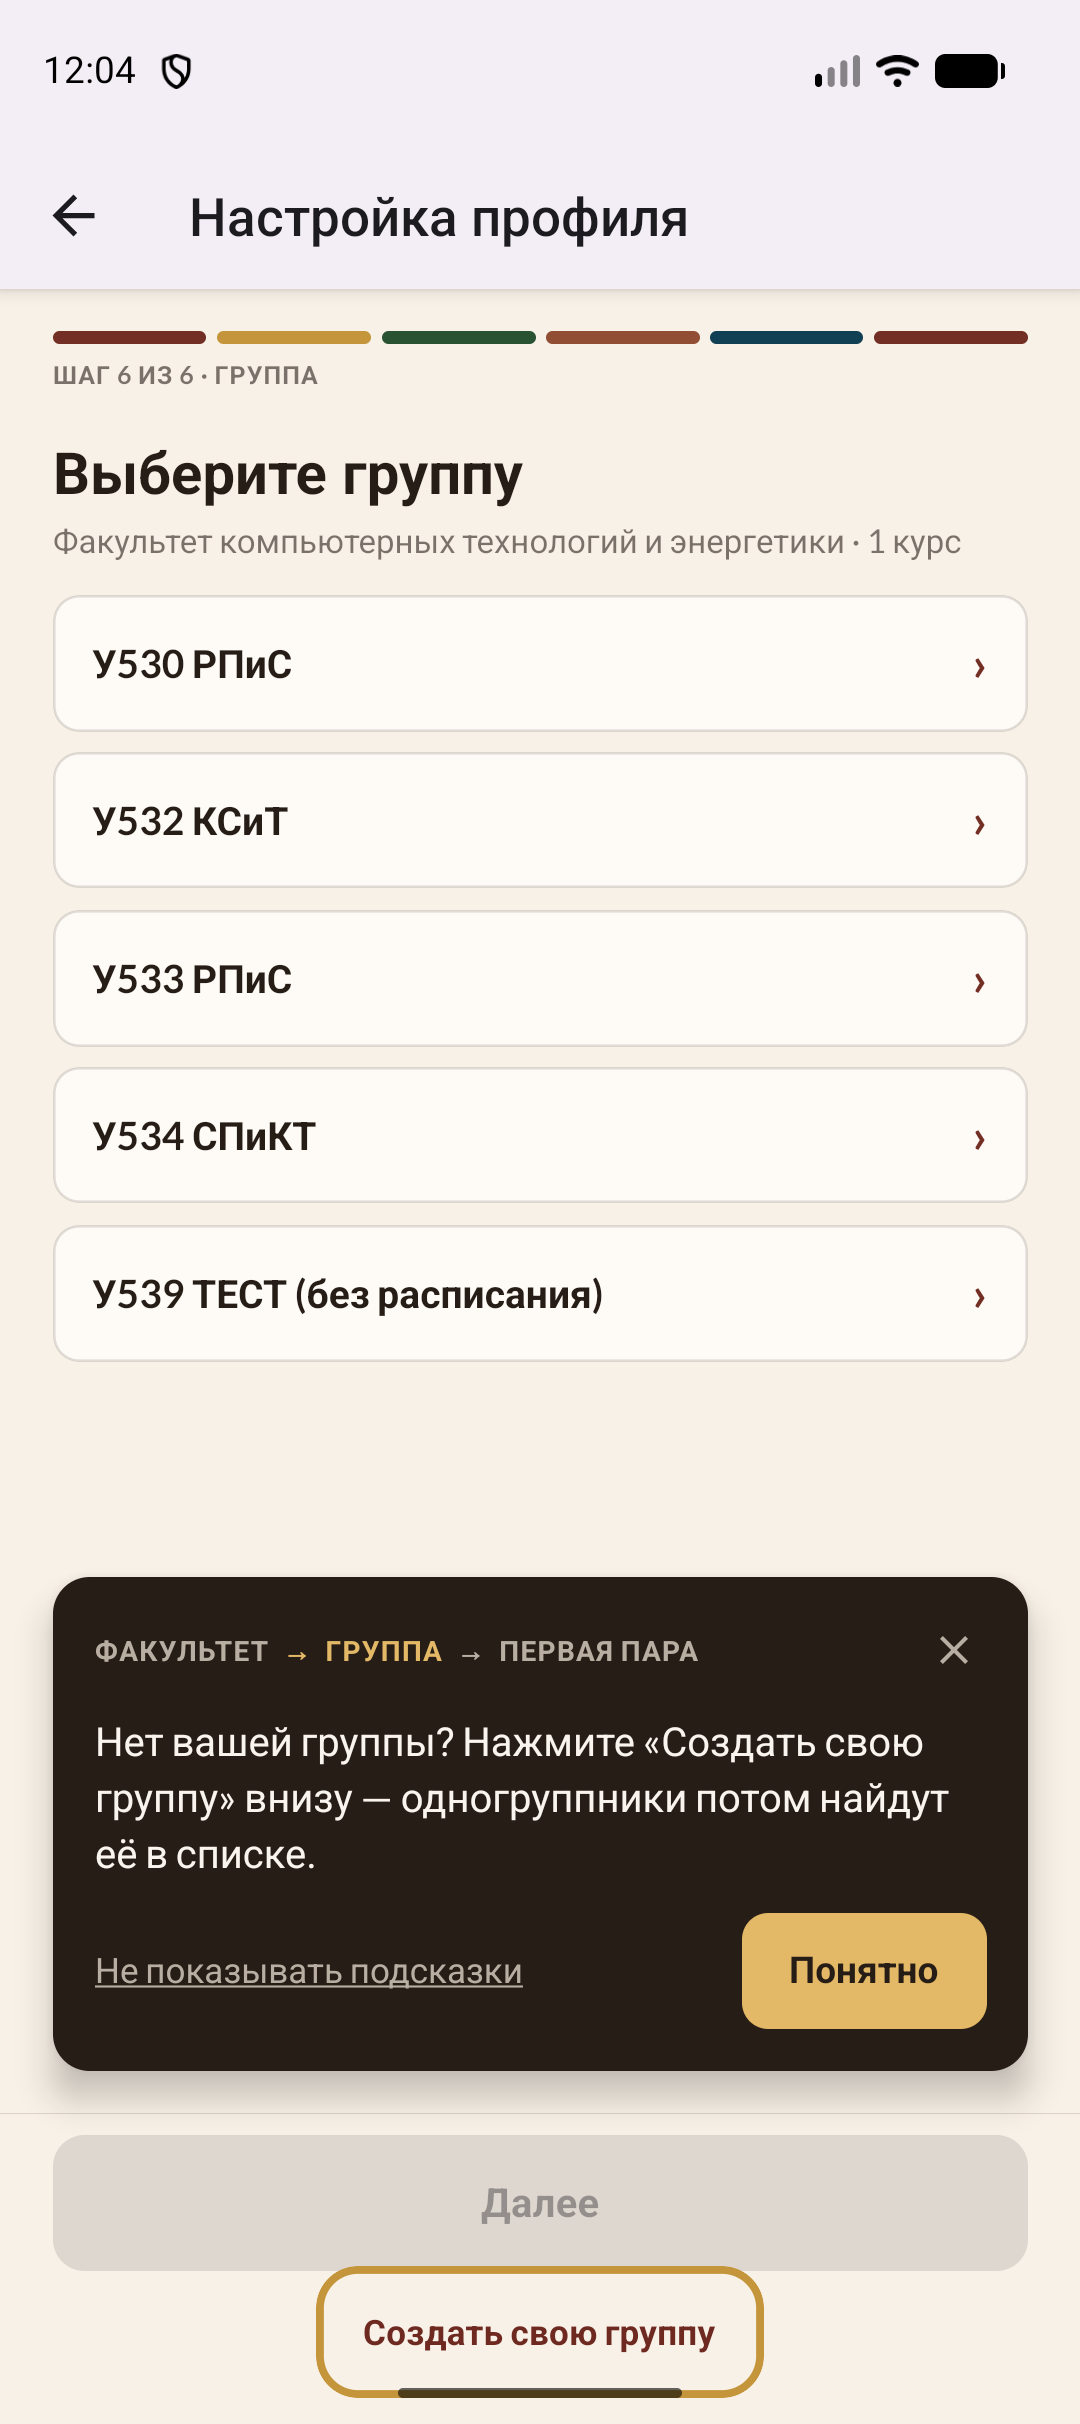 12:04
Настройка профиля
ШАГ 6 ИЗ 6 · ГРУППА
Выберите группу
Факультет компьютерных технологий и энергетики · 1 курс
У530 РПиС
У532 КСиТ
У533 РПиС
У534 СПиКТ
У539 ТЕСТ (без расписания)
ФАКУЛЬТЕТ → ГРУППА → ПЕРВАЯ ПАРА
Нет вашей группы? Нажмите «Создать свою
группу» внизу — одногруппники потом найдут
её в списке.
Не показывать подсказки
Понятно
Далее
Создать свою группу